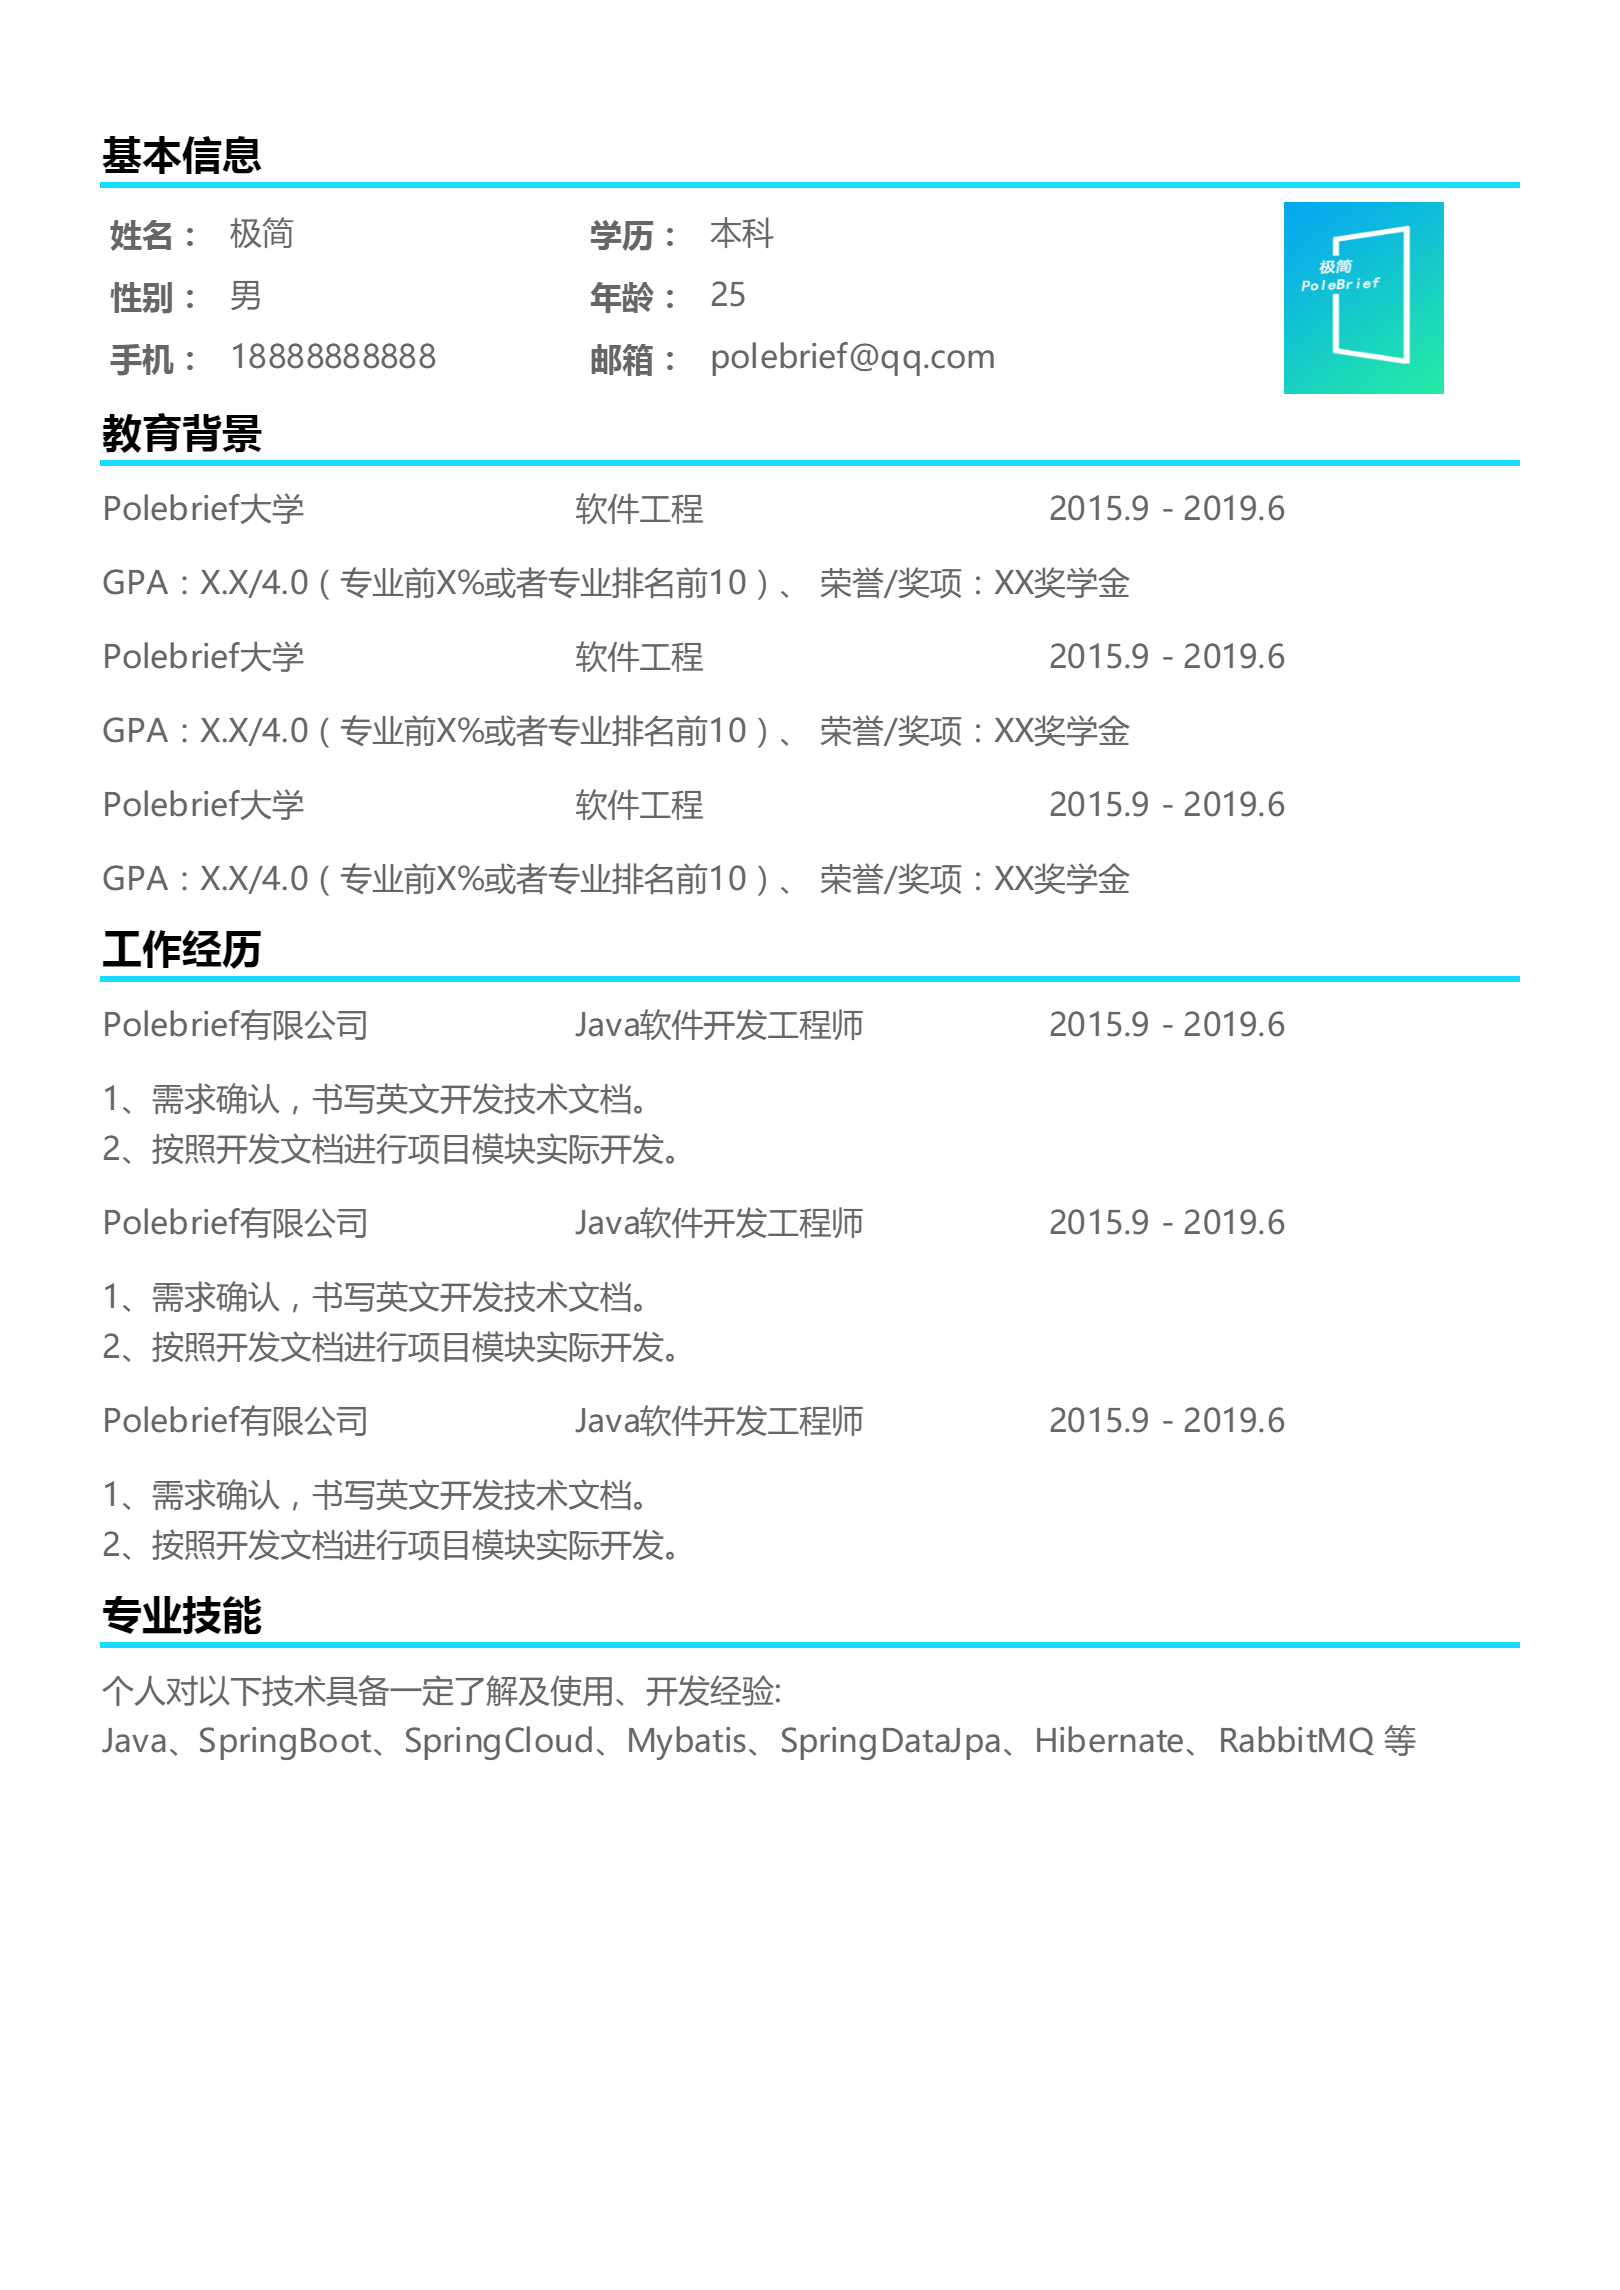 基本信息
姓名： 极简 学历： 本科
性别： 男 年龄： 25
手机： 18888888888 邮箱： polebrief@qq.com
极简
PoleBrief
教育背景
Polebrief大学 软件工程 2015.9 - 2019.6
GPA：X.X/4.0（专业前X%或者专业排名前10）、 荣誉/奖项：XX奖学金
Polebrief大学 软件工程 2015.9 - 2019.6
GPA：X.X/4.0（专业前X%或者专业排名前10）、 荣誉/奖项：XX奖学金
Polebrief大学 软件工程 2015.9 - 2019.6
GPA：X.X/4.0（专业前X%或者专业排名前10）、 荣誉/奖项：XX奖学金
工作经历
Polebrief有限公司 Java软件开发工程师 2015.9 - 2019.6
1、需求确认，书写英文开发技术文档。
2、按照开发文档进行项目模块实际开发。
Polebrief有限公司 Java软件开发工程师 2015.9 - 2019.6
1、需求确认，书写英文开发技术文档。
2、按照开发文档进行项目模块实际开发。
Polebrief有限公司 Java软件开发工程师 2015.9 - 2019.6
1、需求确认，书写英文开发技术文档。
2、按照开发文档进行项目模块实际开发。
专业技能
个人对以下技术具备一定了解及使用、开发经验:
Java、SpringBoot、SpringCloud、Mybatis、SpringDataJpa、Hibernate、RabbitMQ 等